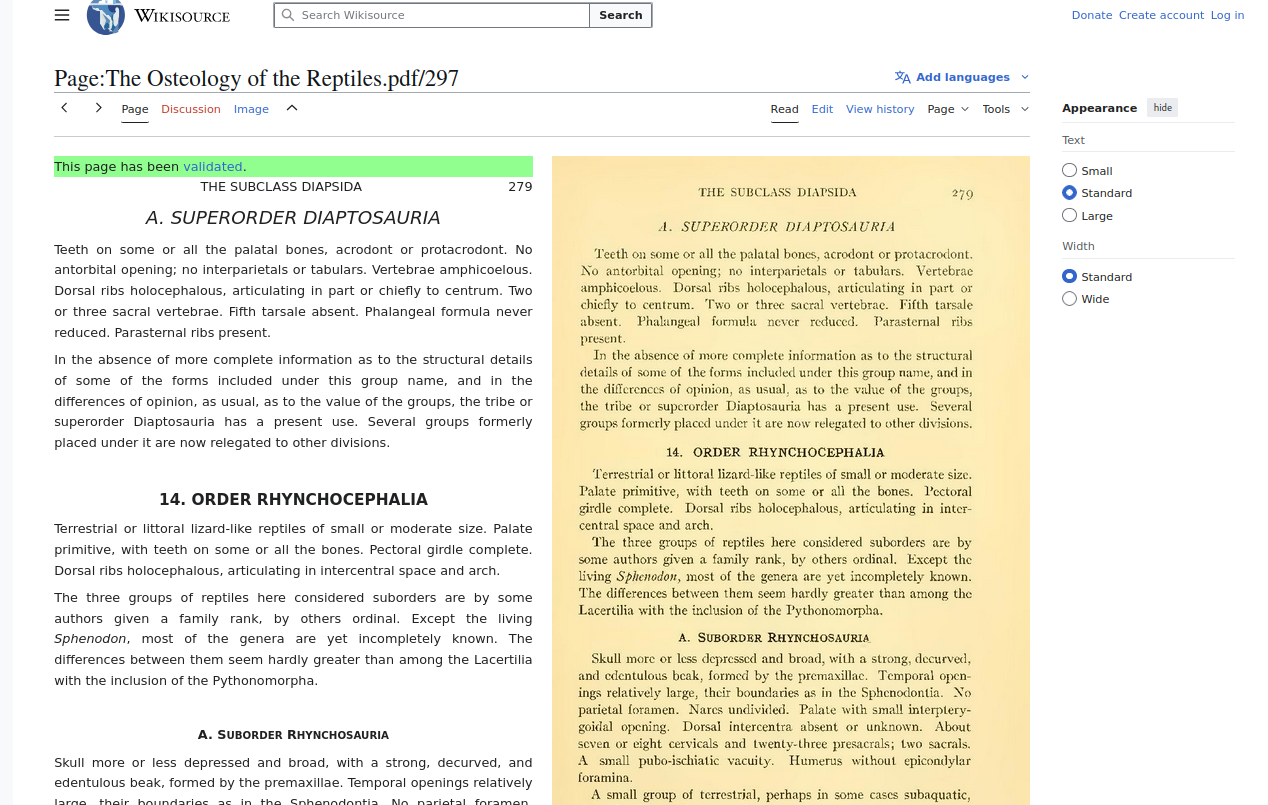 WIKISOURCE
Search Wikisource
Search
Donate Create account Log in
Page:The Osteology of the Reptiles.pdf/297
Add languages
Page Discussion Image
Read Edit View history Page Tools
This page has been validated.
THE SUBCLASS DIAPSIDA 279
A. SUPERORDER DIAPTOSAURIA
Teeth on some or all the palatal bones, acrodont or protacrodont. No
antorbital opening; no interparietals or tabulars. Vertebrae amphicoelous.
Dorsal ribs holocephalous, articulating in part or chiefly to centrum. Two
or three sacral vertebrae. Fifth tarsale absent. Phalangeal formula never
reduced. Parasternal ribs present.
In the absence of more complete information as to the structural details
of some of the forms included under this group name, and in the
differences of opinion, as usual, as to the value of the groups, the tribe or
superorder Diaptosauria has a present use. Several groups formerly
placed under it are now relegated to other divisions.
14. ORDER RHYNCHOCEPHALIA
Terrestrial or littoral lizard-like reptiles of small or moderate size. Palate
primitive, with teeth on some or all the bones. Pectoral girdle complete.
Dorsal ribs holocephalous, articulating in intercentral space and arch.
The three groups of reptiles here considered suborders are by some
authors given a family rank, by others ordinal. Except the living
Sphenodon, most of the genera are yet incompletely known. The
differences between them seem hardly greater than among the Lacertilia
with the inclusion of the Pythonomorpha.
A. SUBORDER RHYNCHOSAURIA
Skull more or less depressed and broad, with a strong, decurved, and
edentulous beak, formed by the premaxillae. Temporal openings relatively
large, their boundaries as in the Sphenodontia. No parietal foramen.
THE SUBCLASS DIAPSIDA 279
A. SUPERORDER DIAPTOSAURIA
Teeth on some or all the palatal bones, acrodont or protacrodont.
No antorbital opening; no interparietals or tabulars. Vertebrae
amphicoelous. Dorsal ribs holocephalous, articulating in part or
chiefly to centrum. Two or three sacral vertebrae. Fifth tarsale
absent. Phalangeal formula never reduced. Parasternal ribs
present.
In the absence of more complete information as to the structural
details of some of the forms included under this group name, and in
the differences of opinion, as usual, as to the value of the groups,
the tribe or superorder Diaptosauria has a present use. Several
groups formerly placed under it are now relegated to other divisions.
14. ORDER RHYNCHOCEPHALIA
Terrestrial or littoral lizard-like reptiles of small or moderate size.
Palate primitive, with teeth on some or all the bones. Pectoral
girdle complete. Dorsal ribs holocephalous, articulating in inter-
central space and arch.
The three groups of reptiles here considered suborders are by
some authors given a family rank, by others ordinal. Except the
living Sphenodon, most of the genera are yet incompletely known.
The differences between them seem hardly greater than among the
Lacertilia with the inclusion of the Pythonomorpha.
A. SUBORDER RHYNCHOSAURIA
Skull more or less depressed and broad, with a strong, decurved,
and edentulous beak, formed by the premaxillae. Temporal open-
ings relatively large, their boundaries as in the Sphenodontia. No
parietal foramen. Nares undivided. Palate with small interptery-
goidal opening. Dorsal intercentra absent or unknown. About
seven or eight cervicals and twenty-three presacrals; two sacrals.
A small pubo-ischiatic vacuity. Humerus without epicondylar
foramina.
A small group of terrestrial, perhaps in some cases subaquatic,
Appearance hide
Text
Small
Standard
Large
Width
Standard
Wide